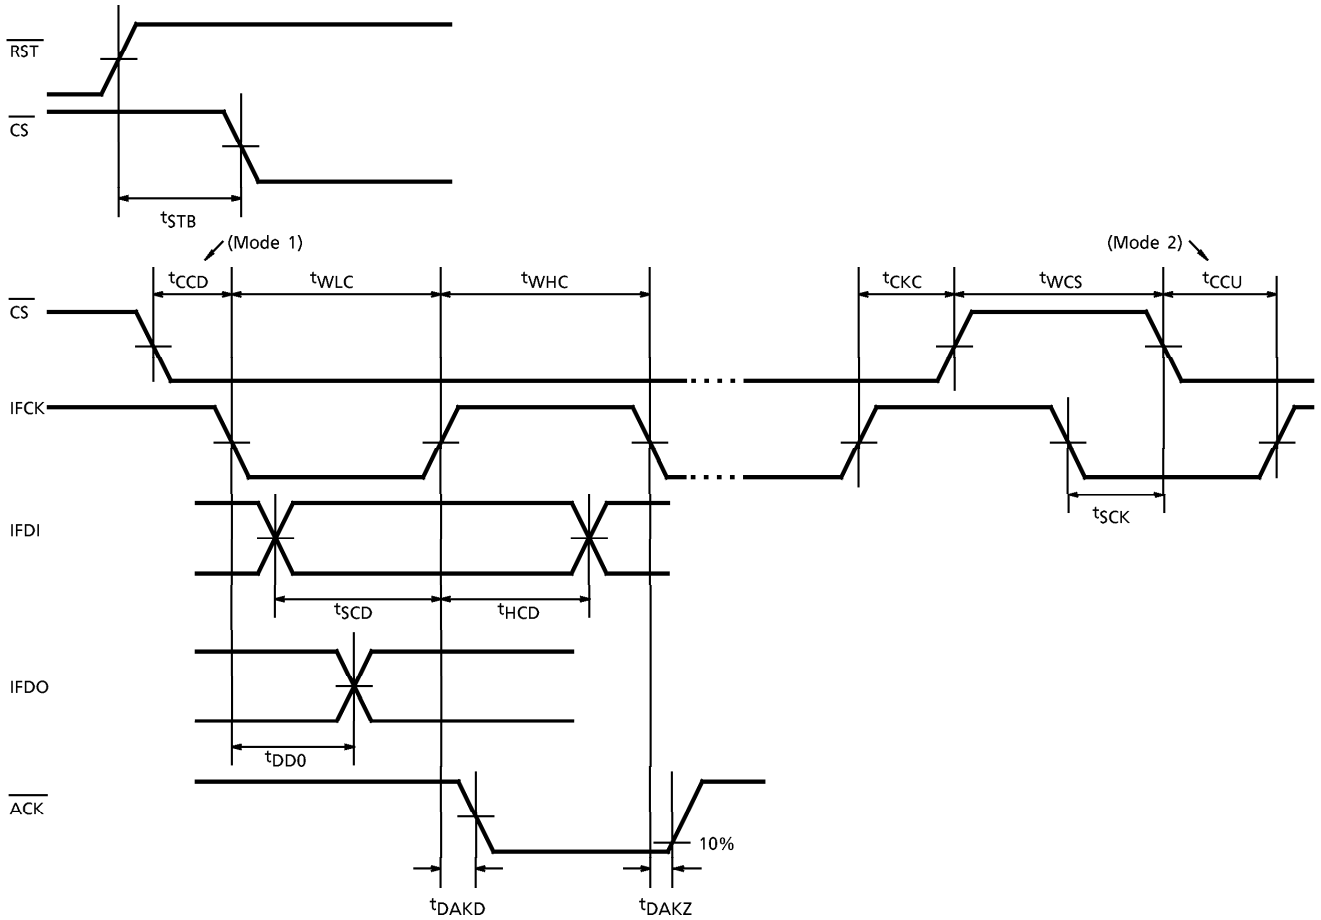 RST
CS
tSTB
(Mode 1)
(Mode 2)
tCCD
tWLC
tWHC
tCKC
tWCS
tCCU
CS
IFCK
tSCK
IFDI
tSCD
tHCD
IFDO
tDD0
ACK
10%
tDAKD
tDAKZ